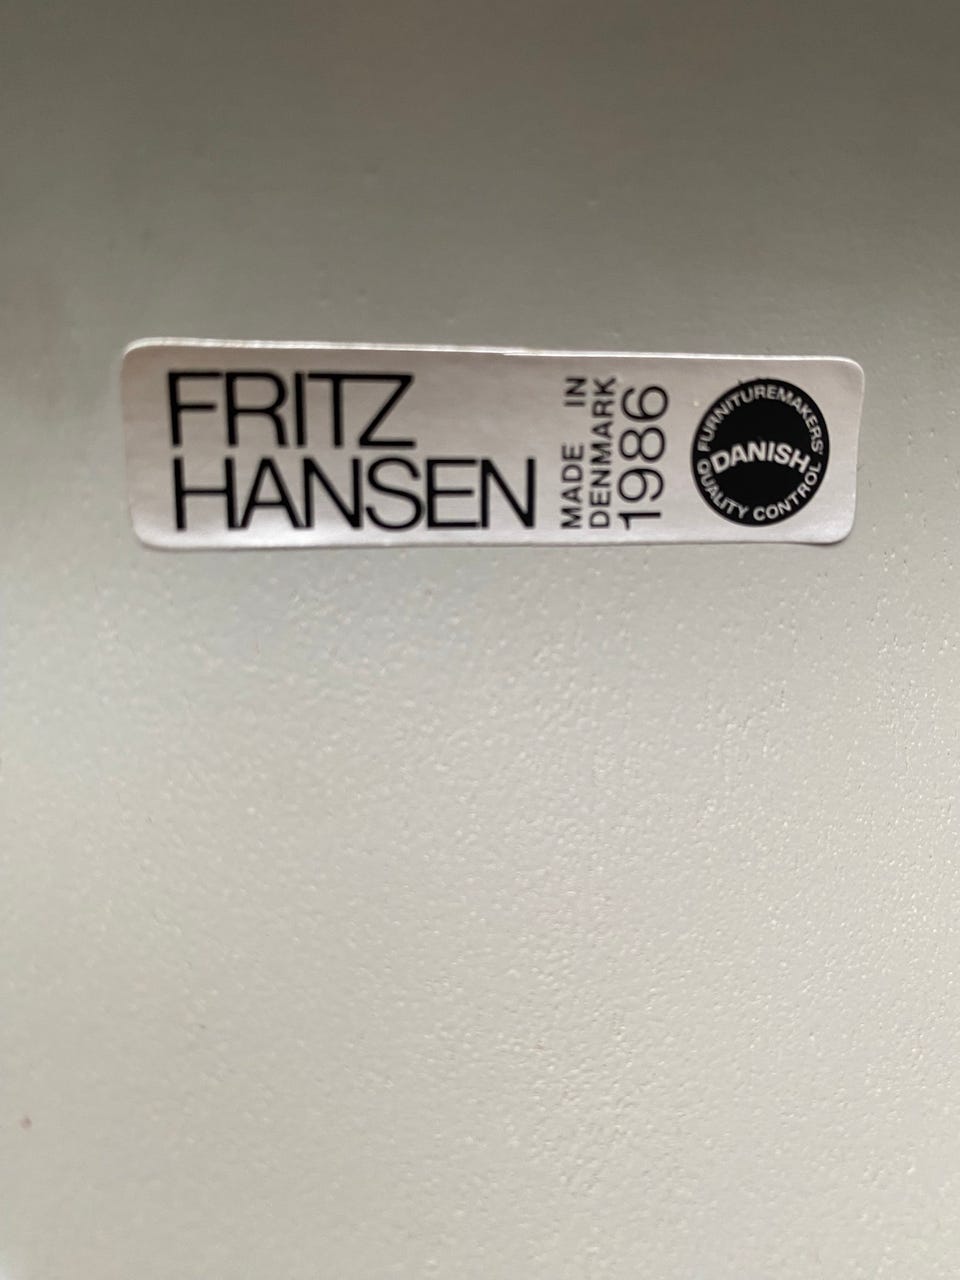 FRITZ
HANSEN
MADE IN
DENMARK
1986
FURNITUREMAKERS'
DANISH
QUALITY CONTROL